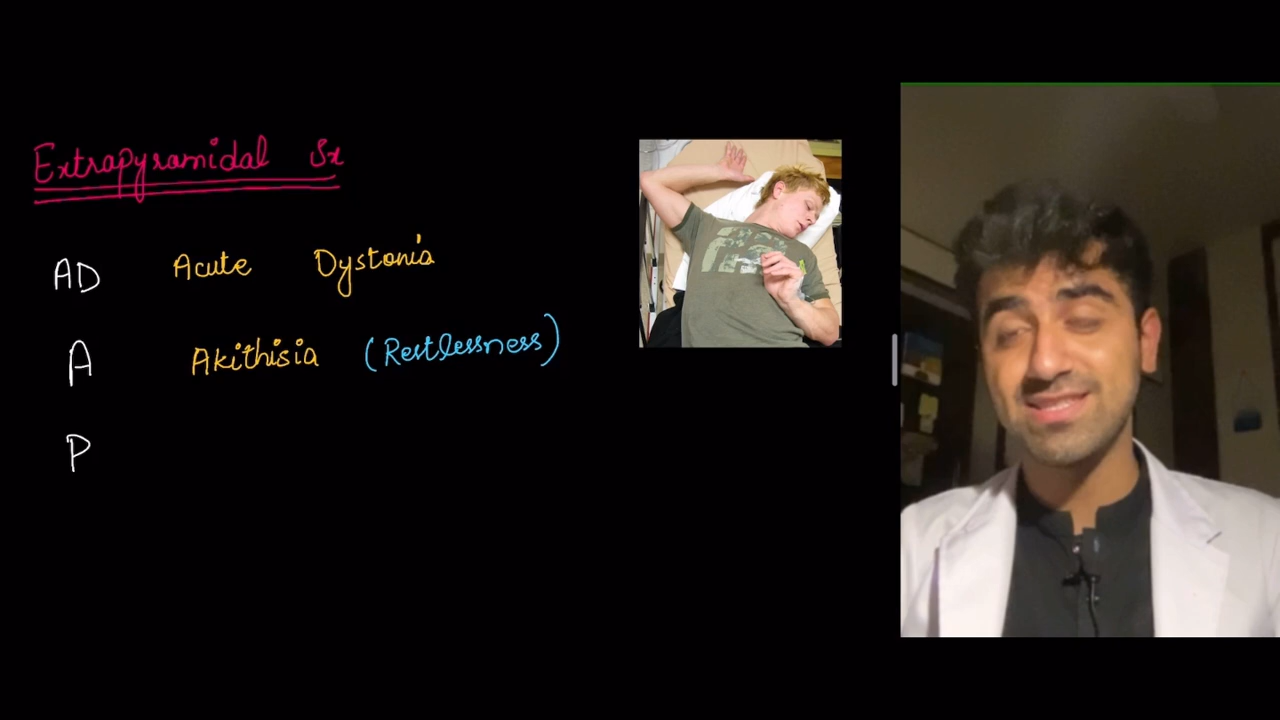 Extrapyramidal Sx
AD Acute Dystonia
A Akithisia (Restlessness)
P